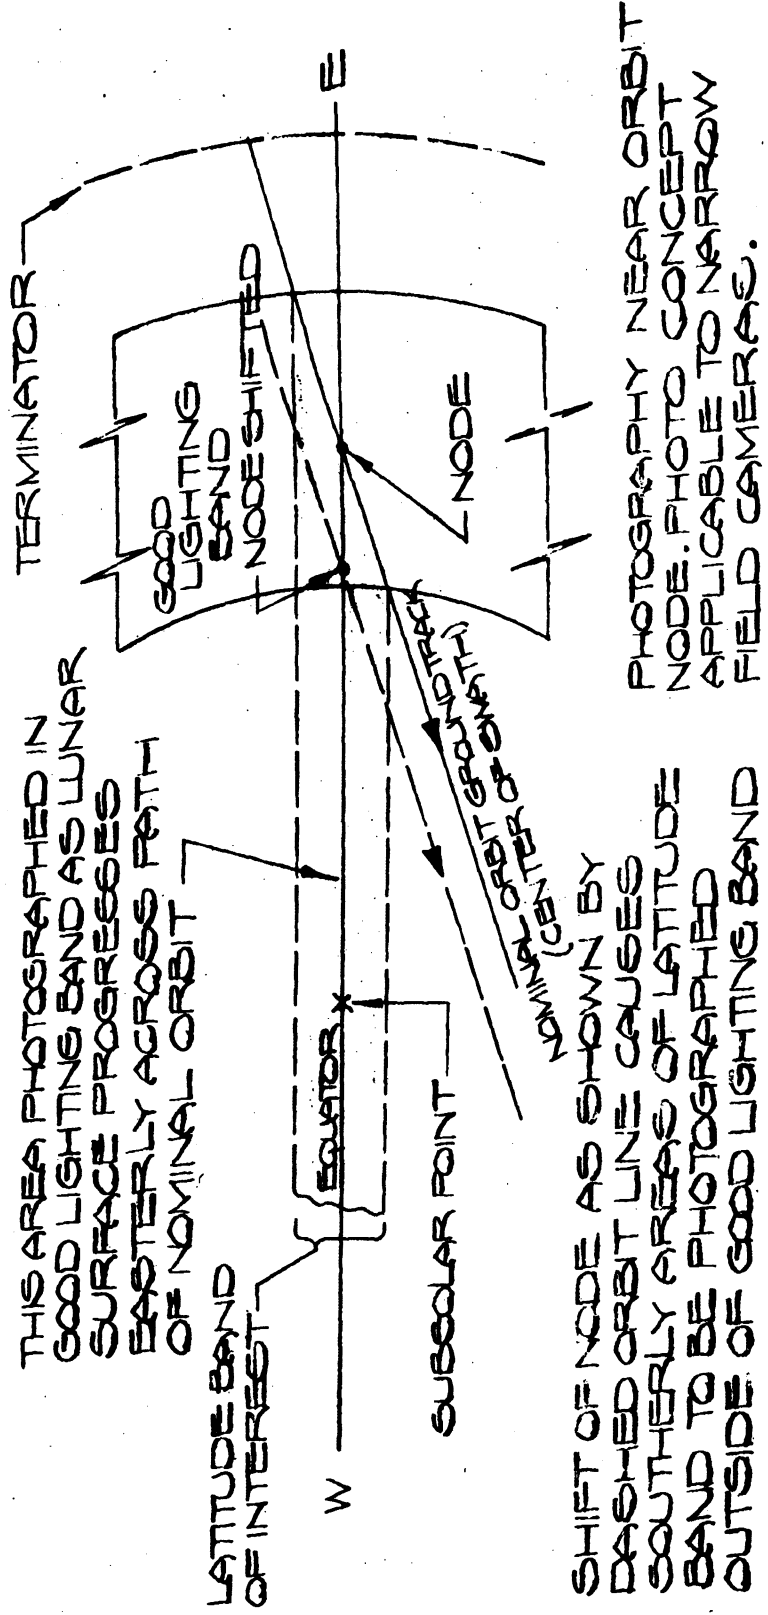 THIS AREA PHOTOGRAPHED IN
GOOD LIGHTING BAND AS LUNAR
SURFACE PROGRESSES
EASTERLY ACROSS PATH
OF NOMINAL ORBIT
TERMINATOR
LATITUDE BAND
OF INTEREST
GOOD
LIGHTING
BAND
NODE SHIFTED
W
EQUATOR
E
SUBSOLAR POINT
NOMINAL ORBIT GROUND TRACK
(CENTER OF SWATH)
NODE
SHIFT OF NODE AS SHOWN BY
DASHED ORBIT LINE CAUSES
SOUTHERLY AREAS OF LATITUDE
BAND TO BE PHOTOGRAPHED
OUTSIDE OF GOOD LIGHTING BAND
PHOTOGRAPHY NEAR ORBIT
NODE. PHOTO CONCEPT
APPLICABLE TO NARROW
FIELD CAMERAS.